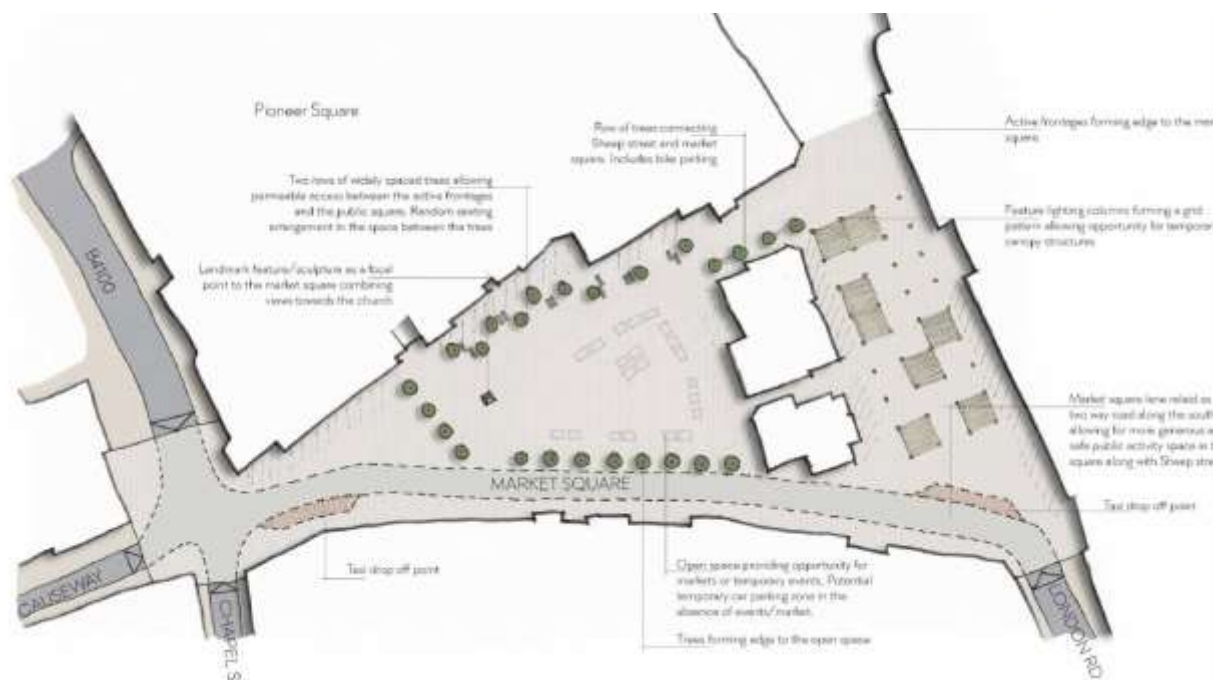 Pioneer Square
Row of trees connecting
Sheep street and market
square. Includes bike parking
Active frontages forming edge to the
square.
Two rows of widely spaced trees allowing
permeable access between the active frontages
and the public square. Random seating
arrangement in the space between the trees
Feature lighting columns forming a grid
pattern allowing opportunity for
canopy structures
Landmark feature/sculpture as a focal
point to the market square combining
views towards the church
B4100
Market square lane relaid as
two way road along the
allowing for more generous
safe public activity space in
square along with Sheep
MARKET SQUARE
Taxi drop off point
Taxi drop off point
Open space providing opportunity for
markets or temporary events. Potential
temporary car parking zone in the
absence of events/market.
Trees forming edge to the open space
CAUSEWAY
CHAPEL S
LONDON RD